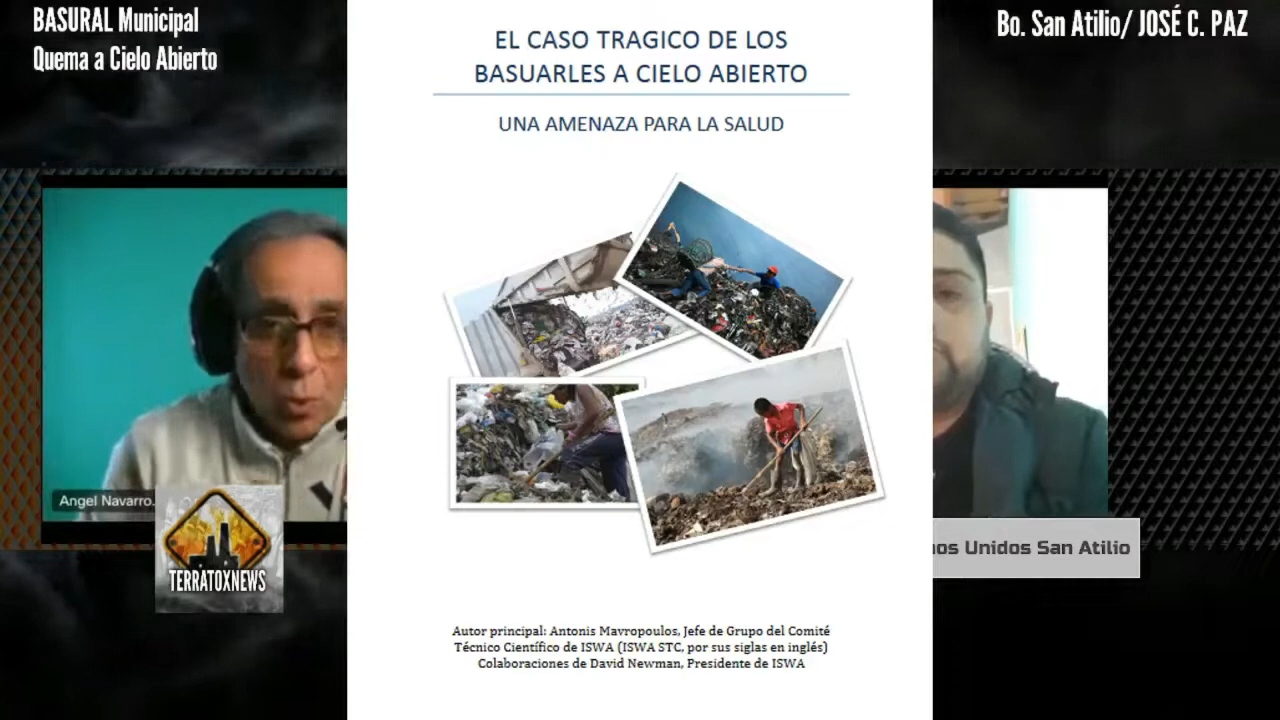 BASURAL Municipal
Quema a Cielo Abierto
Bo. San Atilio/ JOSÉ C. PAZ
EL CASO TRAGICO DE LOS
BASUARLES A CIELO ABIERTO
UNA AMENAZA PARA LA SALUD
Angel Navarro.
TERRATOXNEWS
Unidos San Atilio
Autor principal: Antonis Mavropoulos, Jefe de Grupo del Comité
Técnico Científico de ISWA (ISWA STC, por sus siglas en inglés)
Colaboraciones de David Newman, Presidente de ISWA